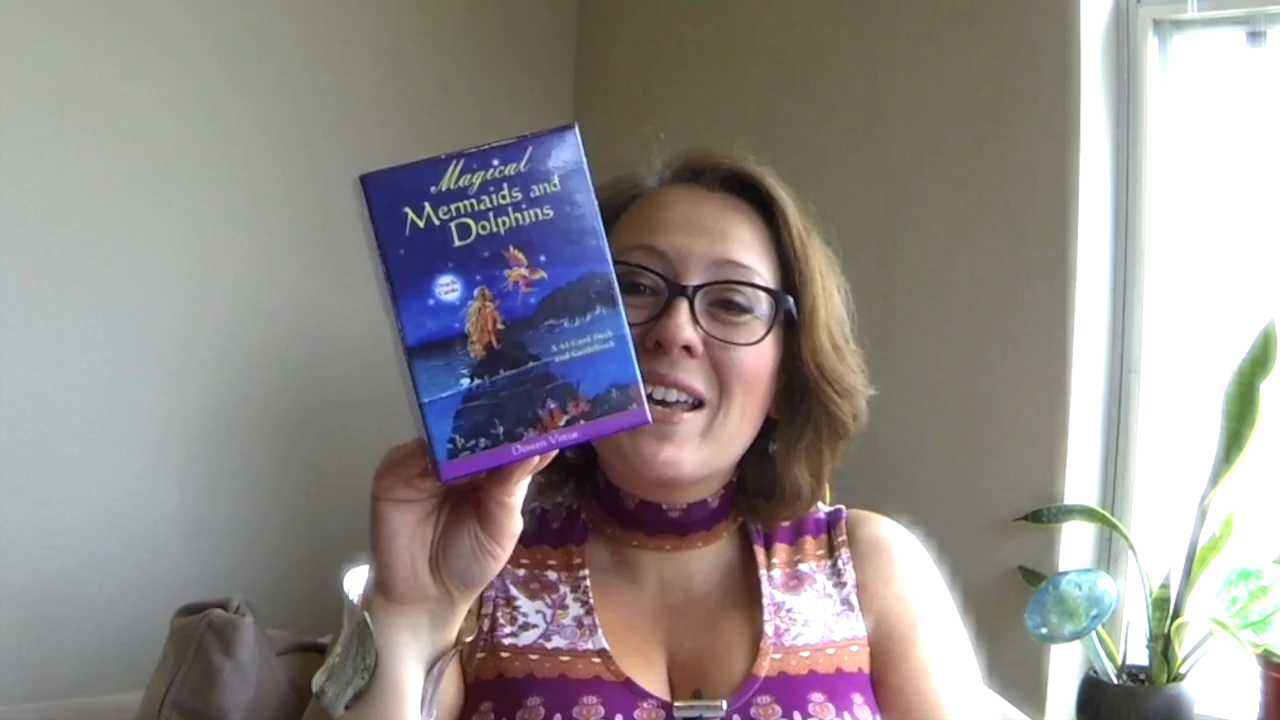 Magical
Mermaids and
Dolphins
Oracle
Cards
A 44-Card Deck
and Guidebook
Doreen Virtue